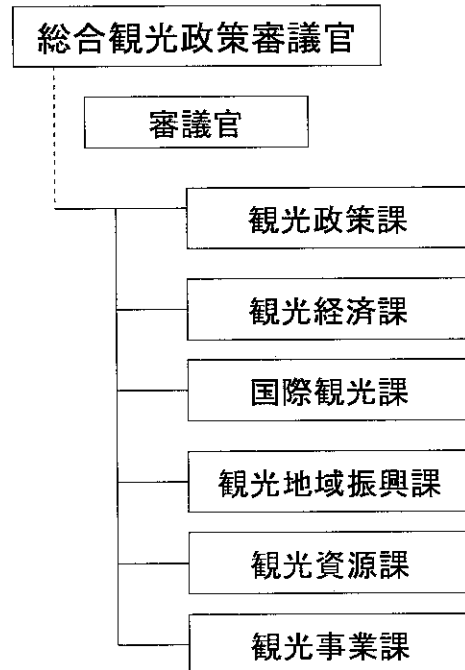 総合観光政策審議官
審議官
観光政策課
観光経済課
国際観光課
観光地域振興課
観光資源課
観光事業課